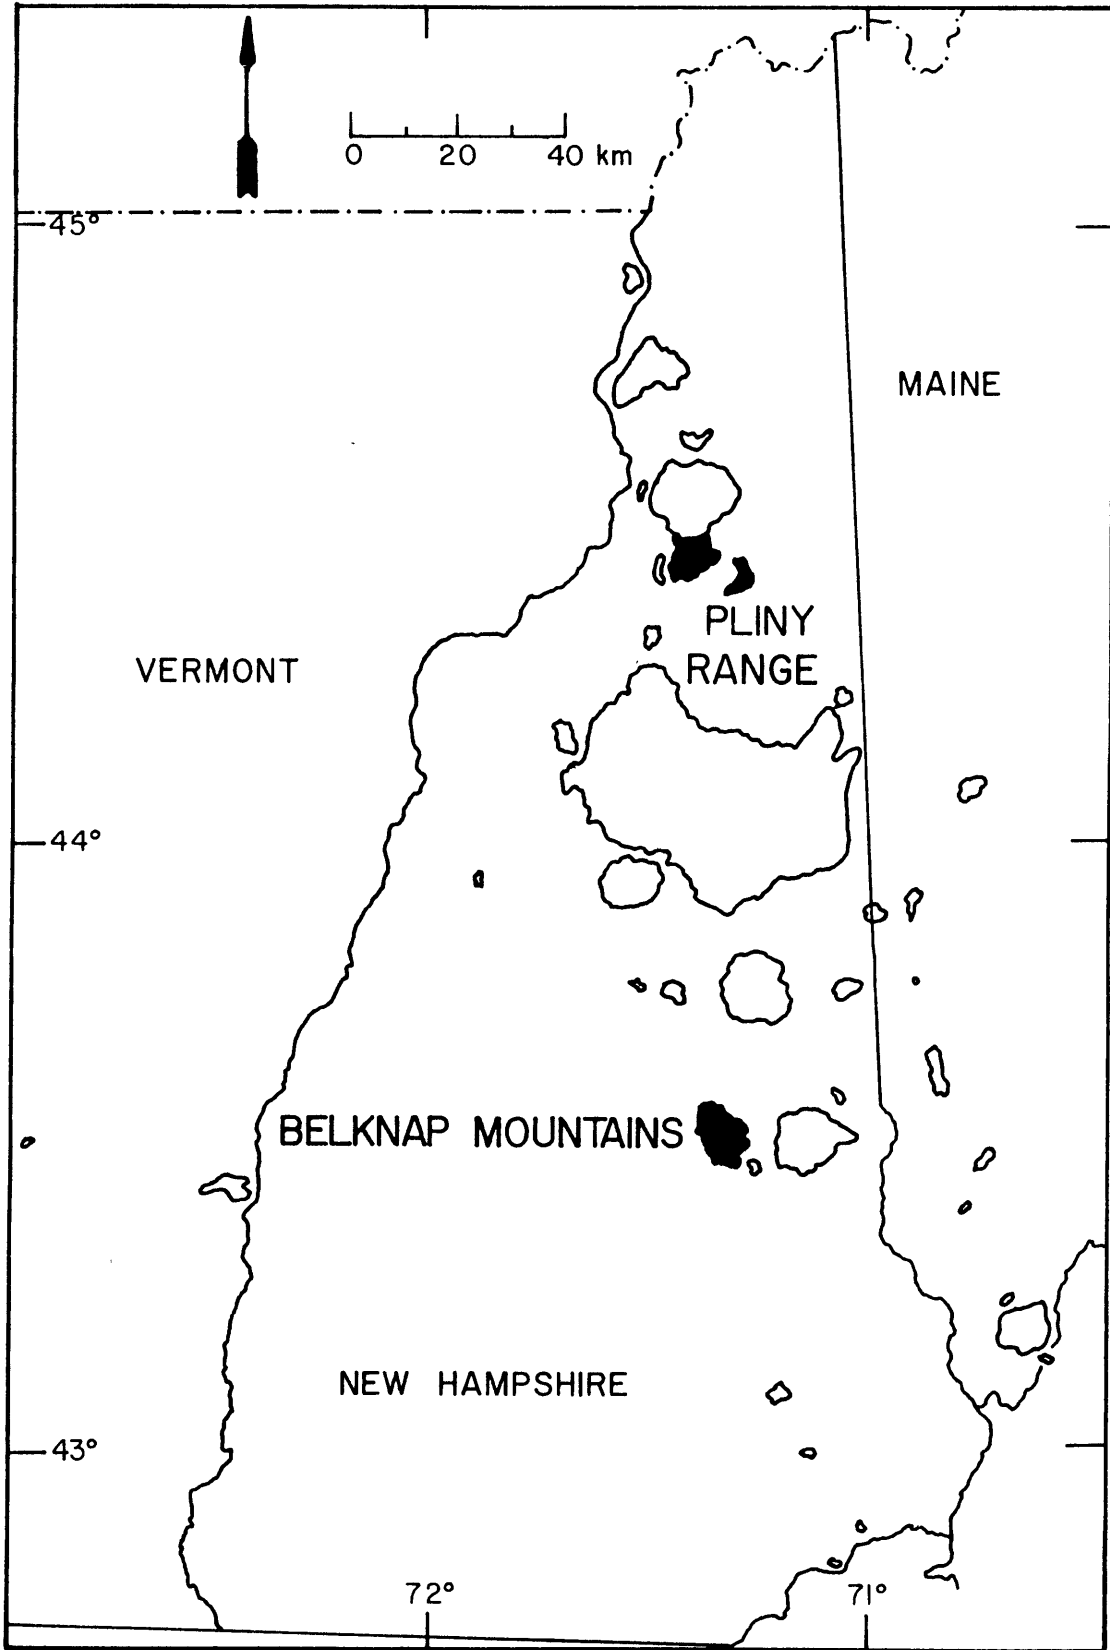 0 20 40 km
45°
MAINE
PLINY
RANGE
VERMONT
44°
BELKNAP MOUNTAINS
NEW HAMPSHIRE
43°
72° 71°